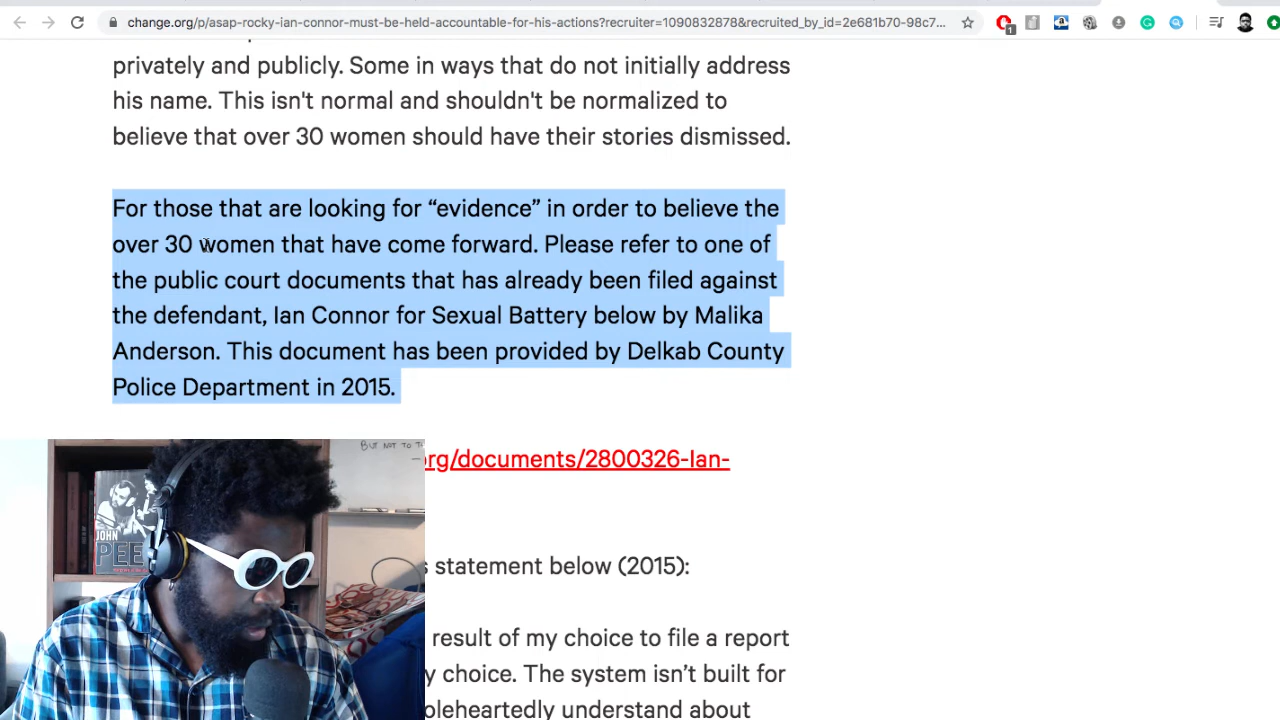 change.org/p/asap-rocky-ian-connor-must-be-held-accountable-for-his-actions?recruiter=1090832878&recruited_by_id=2e681b70-98c7...
1
privately and publicly. Some in ways that do not initially address
his name. This isn't normal and shouldn't be normalized to
believe that over 30 women should have their stories dismissed.
For those that are looking for “evidence” in order to believe the
over 30 women that have come forward. Please refer to one of
the public court documents that has already been filed against
the defendant, Ian Connor for Sexual Battery below by Malika
Anderson. This document has been provided by Delkab County
Police Department in 2015.
BUT NOT TO
org/documents/2800326-Ian-
JOHN
PEE
s statement below (2015):
result of my choice to file a report
y choice. The system isn’t built for
oleheartedly understand about